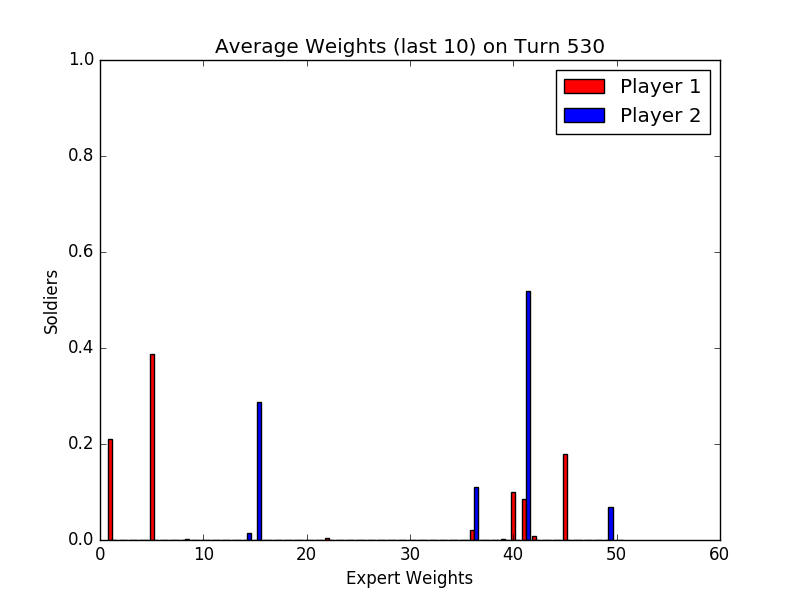 Average Weights (last 10) on Turn 530
1.0
0.8
0.6
0.4
0.2
0.0
Soldiers
Player 1
Player 2
0 10 20 30 40 50 60
Expert Weights